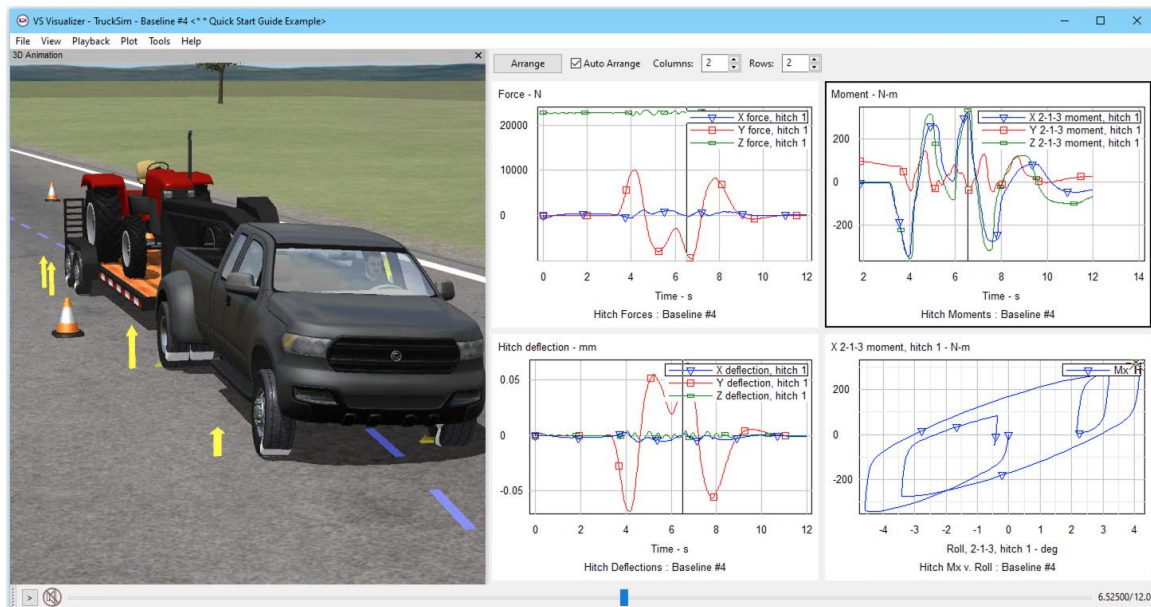 VS Visualizer - TruckSim - Baseline #4 <* * Quick Start Guide Example>
File View Playback Plot Tools Help
3D Animation
Arrange Auto Arrange Columns: 2 Rows: 2
Force - N
X force, hitch 1
Y force, hitch 1
Z force, hitch 1
20000
10000
0
0 2 4 6 8 10 12
Time - s
Hitch Forces : Baseline #4
Moment - N-m
X 2-1-3 moment, hitch 1
Y 2-1-3 moment, hitch 1
Z 2-1-3 moment, hitch 1
200
0
-200
2 4 6 8 10 12 14
Time - s
Hitch Moments : Baseline #4
Hitch deflection - mm
X deflection, hitch 1
Y deflection, hitch 1
Z deflection, hitch 1
0.05
0
-0.05
0 2 4 6 8 10 12
Time - s
Hitch Deflections : Baseline #4
X 2-1-3 moment, hitch 1 - N-m
200
0
-200
-4 -3 -2 -1 0 1 2 3 4
Roll, 2-1-3, hitch 1 - deg
Hitch Mx v. Roll : Baseline #4
6.52500/12.0